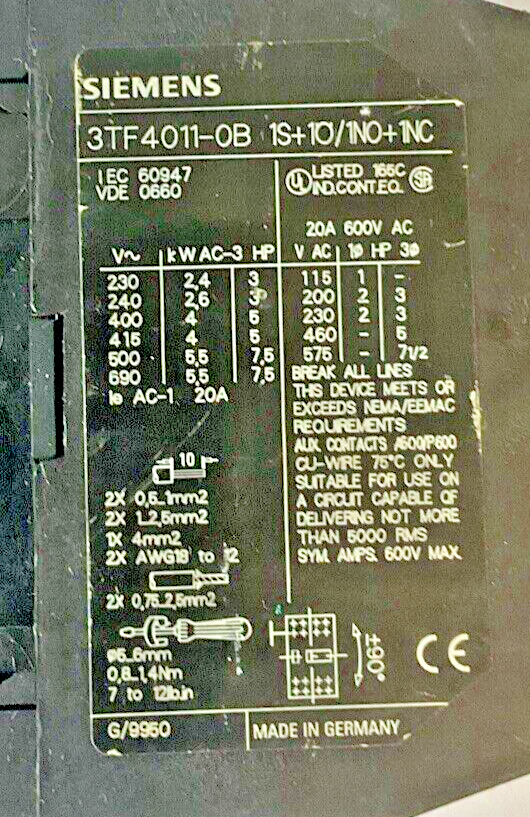 SIEMENS
3TF4011-0B 1S+1Ö/1NO+1NC
IEC 60947
VDE 0660
V~ kW AC-3 HP
230 2,4 3
240 2,6 3
400 4 5
415 4 5
500 5,5 7,5
690 5,5 7,5
Ie AC-1 20A
10
2X 0,5...1mm2
2X 1...2,5mm2
1X 4mm2
2X AWG18 to 12
2X 0,75...2,5mm2
Ø5...6mm
0,8...1,4Nm
7 to 12lb.in
UL LISTED 165C
IND.CONT.EQ. SA
20A 600V AC
V AC 1Ø HP 3Ø
115 1 -
200 2 3
230 2 3
460 - 5
575 - 71/2
BREAK ALL LINES
THIS DEVICE MEETS OR
EXCEEDS NEMA/EEMAC
REQUIREMENTS
AUX. CONTACTS A600/P600
CU-WIRE 75°C ONLY
SUITABLE FOR USE ON
A CIRCUIT CAPABLE OF
DELIVERING NOT MORE
THAN 5000 RMS
SYM. AMPS. 600V MAX.
±90°
CE
G/9950
MADE IN GERMANY